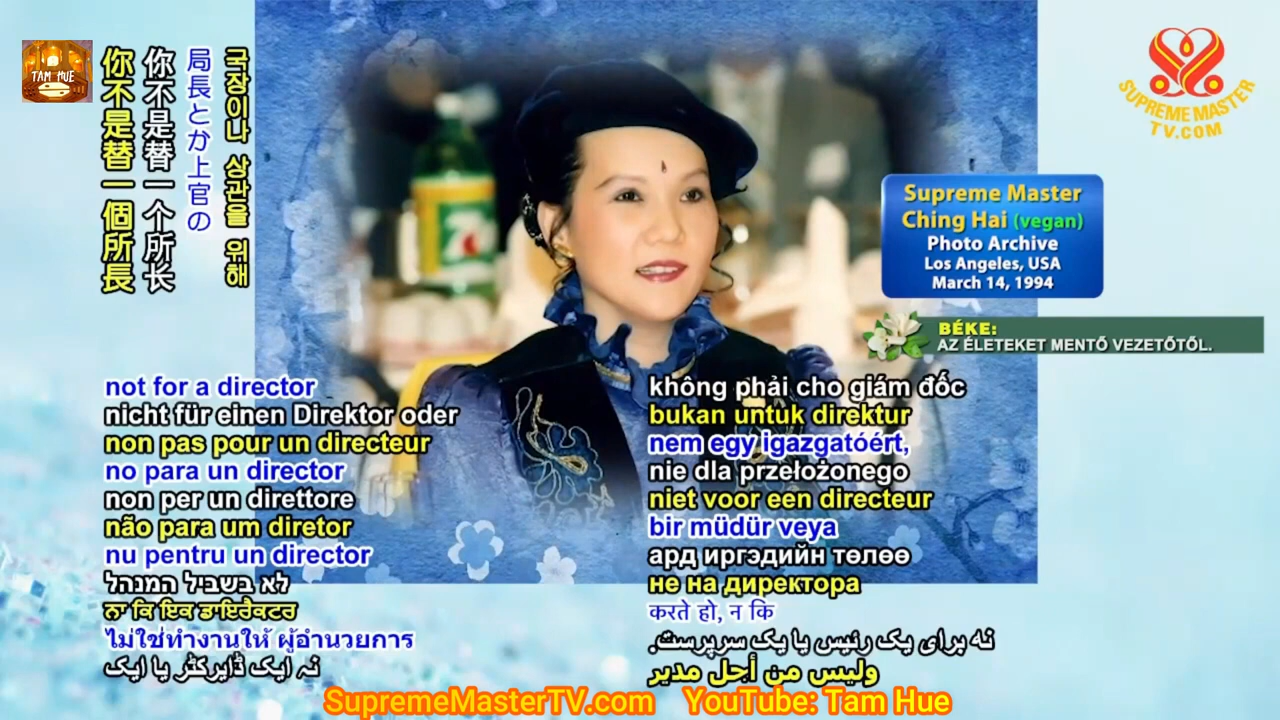 TAM HUE
你不是替一個所長
你不是替一个所长
局長とか上官の
국장이나 상관을 위해
SUPREME MASTER
TV.COM
Supreme Master
Ching Hai (vegan)
Photo Archive
Los Angeles, USA
March 14, 1994
BÉKE:
AZ ÉLETEKET MENTŐ VEZETŐTŐL.
7
not for a director
nicht für einen Direktor oder
non pas pour un directeur
no para un director
non per un direttore
não para um diretor
nu pentru un director
לא בשביל המנהל
ਨਾ ਕਿ ਇਕ ਡਾਇਰੈਕਟਰ
ไม่ใช่ทำงานให้ ผู้อำนวยการ
نہ ایک ڈایرکٹر یا ایک
không phải cho giám đốc
bukan untuk direktur
nem egy igazgatóért,
nie dla przełożonego
niet voor een directeur
bir müdür veya
ард иргэдийн төлөө
не на директора
करते हो, न कि
نه برای یک رئیس یا یک سرپرست.
وليس من أجل مدير
SupremeMasterTV.com YouTube: Tam Hue